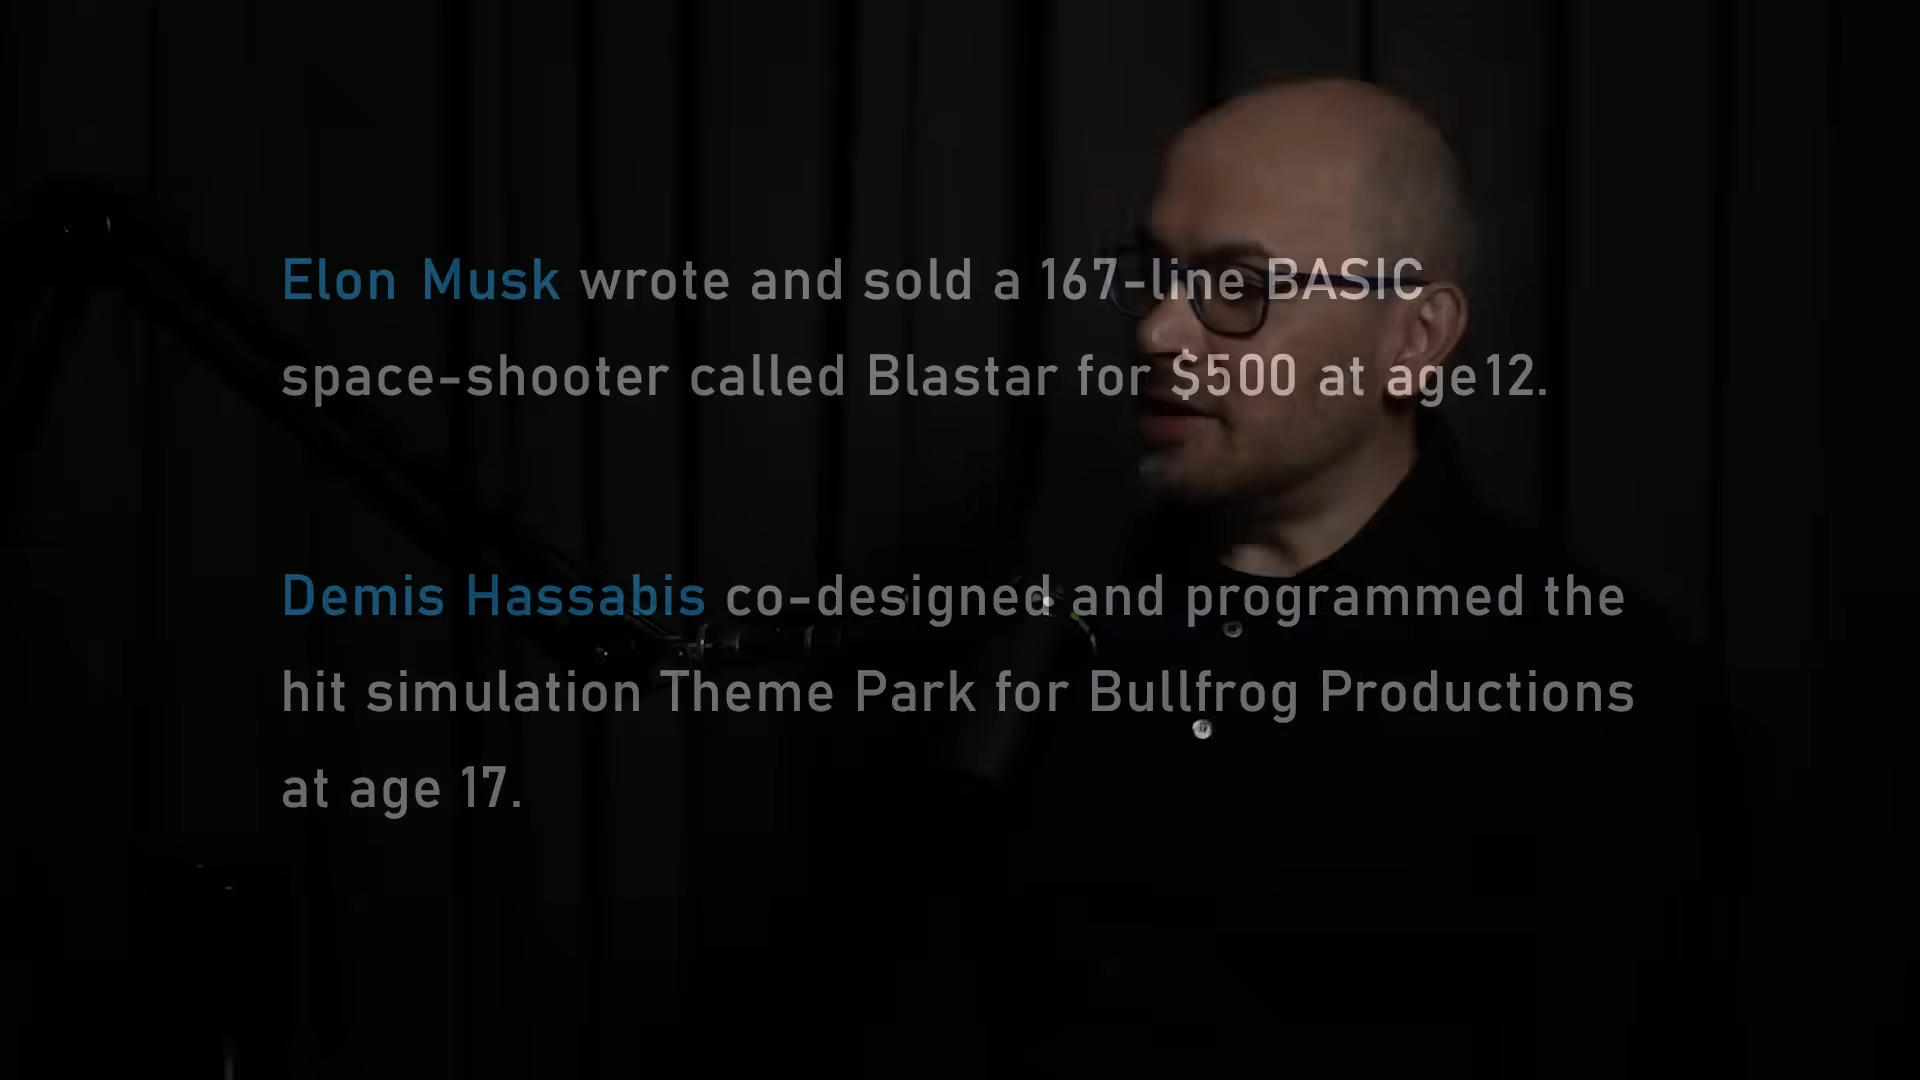 Elon Musk wrote and sold a 167-line BASIC
space-shooter called Blastar for $500 at age12.
Demis Hassabis co-designed and programmed the
hit simulation Theme Park for Bullfrog Productions
at age 17.